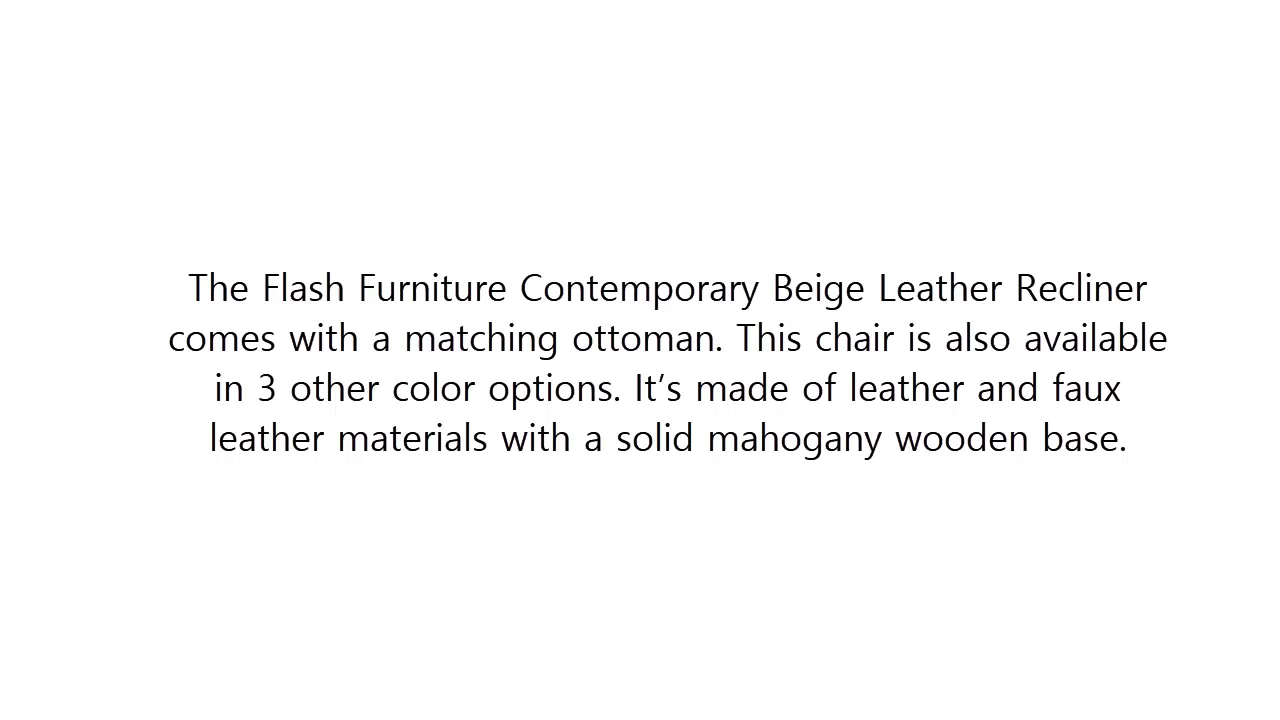 The Flash Furniture Contemporary Beige Leather Recliner
comes with a matching ottoman. This chair is also available
in 3 other color options. It’s made of leather and faux
leather materials with a solid mahogany wooden base.